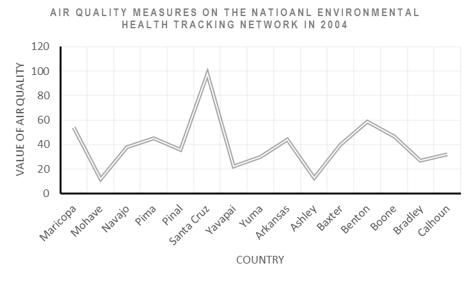 AIR QUALITY MEASURES ON THE NATIOANL ENVIRONMENTAL
HEALTH TRACKING NETWORK IN 2004
VALUE OF AIR QUALITY
120
100
80
60
40
20
0
Maricopa
Mohave
Navajo
Pima
Pinal
Santa Cruz
Yavapai
Yuma
Arkansas
Ashley
Baxter
Benton
Boone
Bradley
Calhoun
COUNTRY